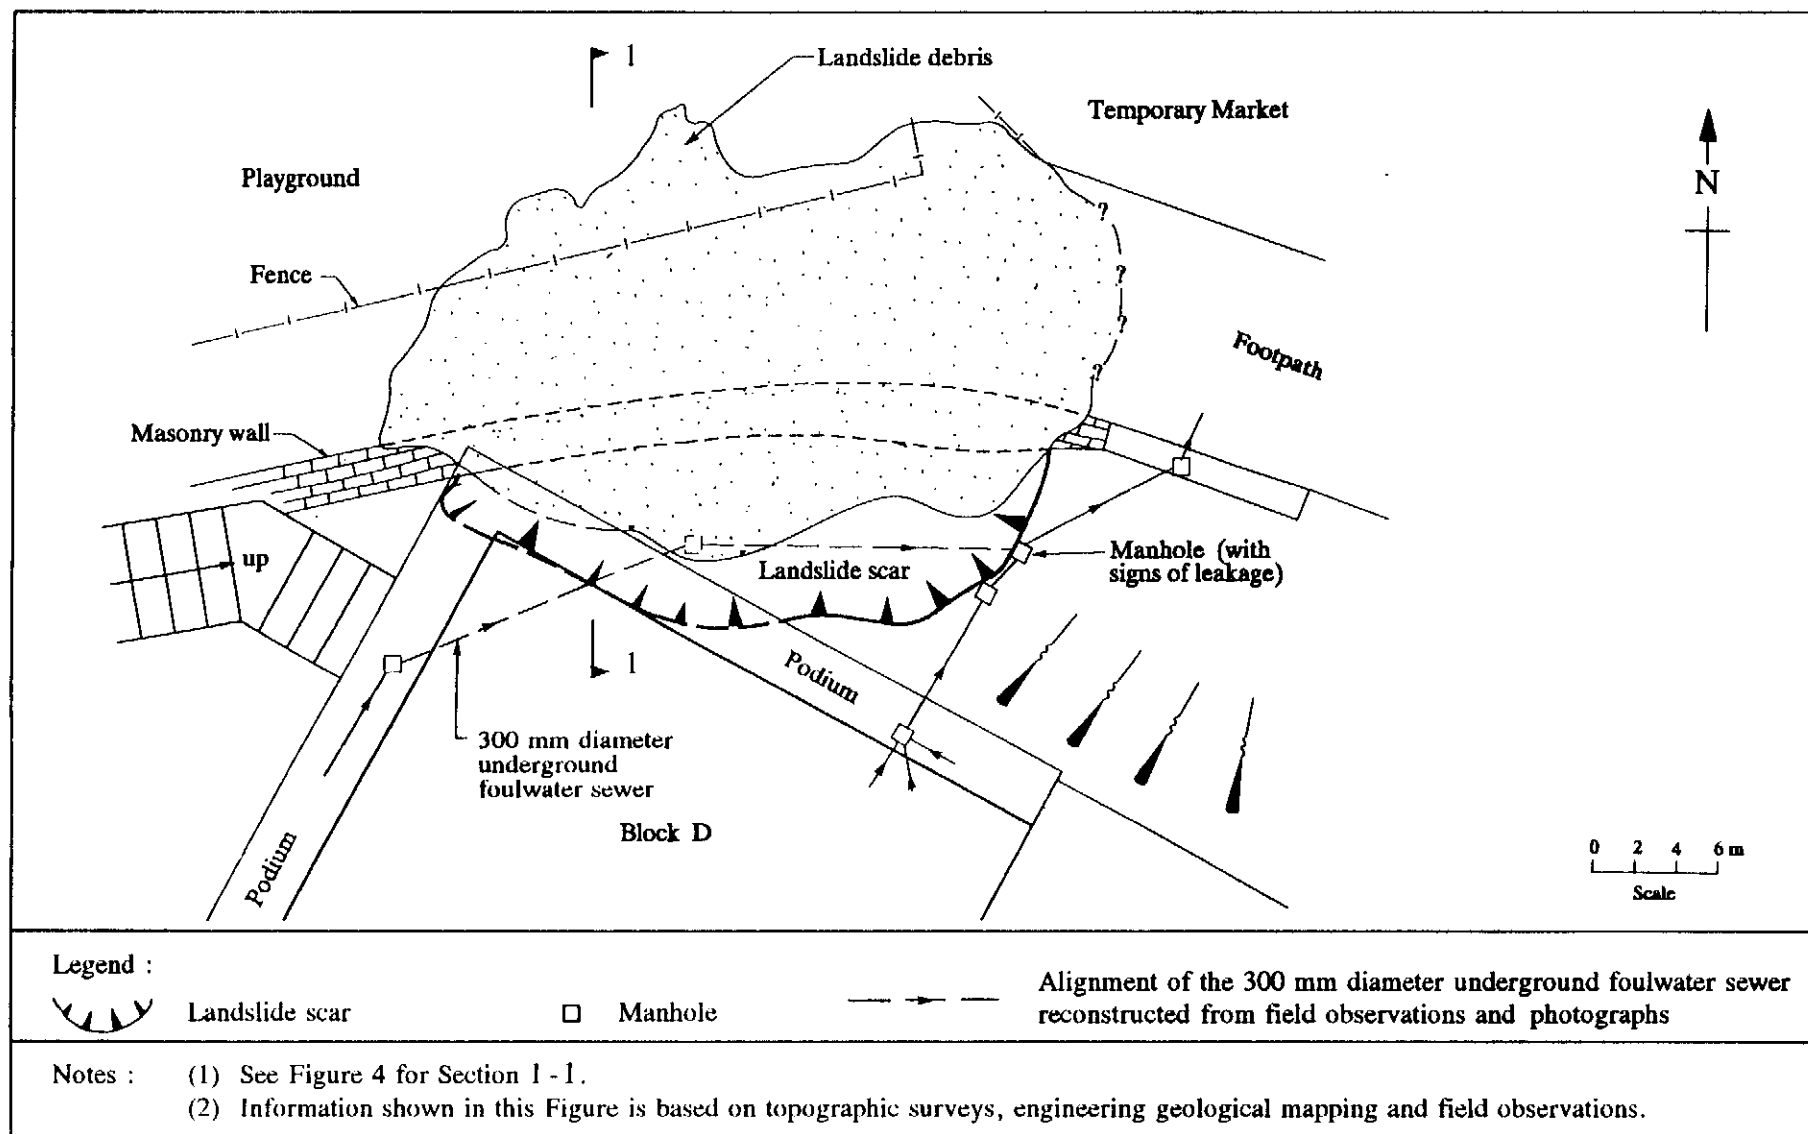 1
Landslide debris
Temporary Market
Playground
N
?
Fence
?
?
Footpath
?
Masonry wall
up
Manhole (with
signs of leakage)
Landslide scar
1
Podium
300 mm diameter
underground
foulwater sewer
Block D
Podium
0 2 4 6 m
Scale
Legend :
Landslide scar
Manhole
Alignment of the 300 mm diameter underground foulwater sewer
reconstructed from field observations and photographs
Notes : (1) See Figure 4 for Section 1 - 1.
(2) Information shown in this Figure is based on topographic surveys, engineering geological mapping and field observations.